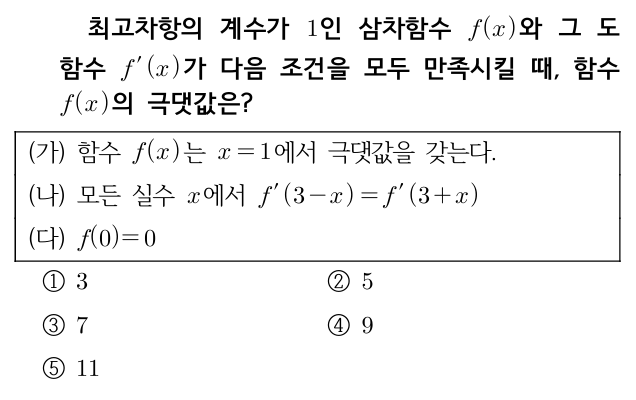 최고차항의 계수가 1인 삼차함수 f(x)와 그 도
함수 f′(x)가 다음 조건을 모두 만족시킬 때, 함수
f(x)의 극댓값은?
(가) 함수 f(x)는 x=1에서 극댓값을 갖는다.
(나) 모든 실수 x에서 f′(3−x)=f′(3+x)
(다) f(0)=0
① 3 ② 5
③ 7 ④ 9
⑤ 11